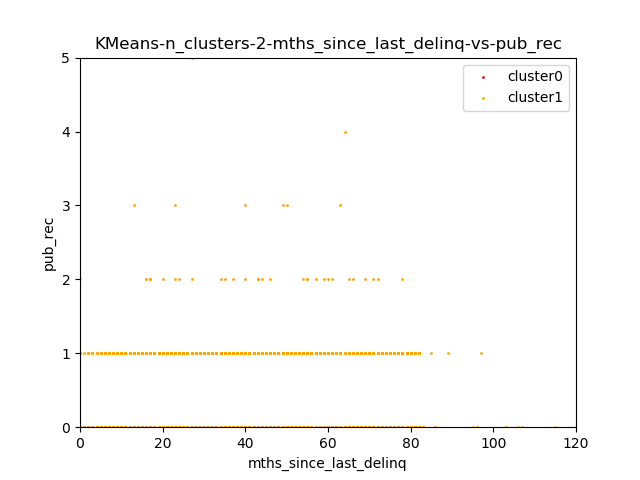 KMeans-n_clusters-2-mths_since_last_delinq-vs-pub_rec
cluster0
cluster1
5
4
3
2
1
0
pub_rec
0 20 40 60 80 100 120
mths_since_last_delinq